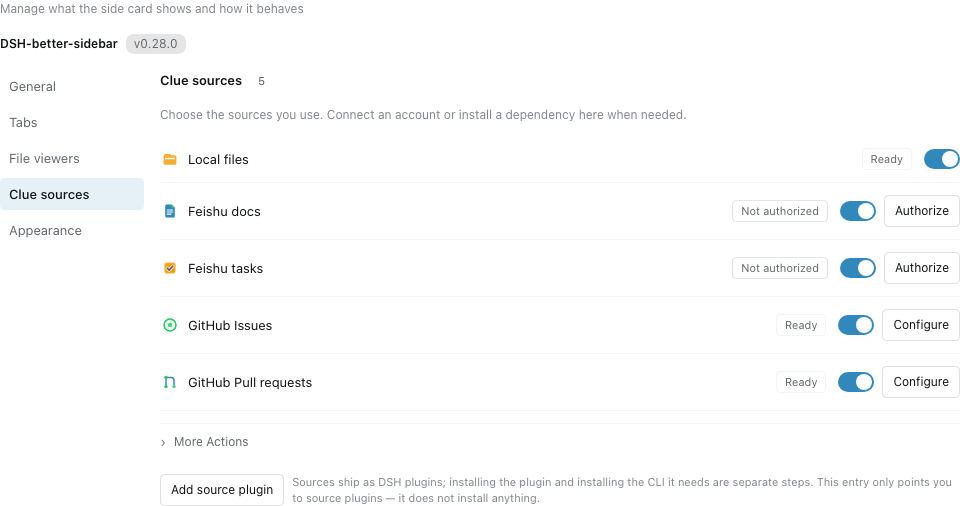 Manage what the side card shows and how it behaves
DSH-better-sidebar v0.28.0
General
Tabs
File viewers
Clue sources
Appearance
Clue sources 5
Choose the sources you use. Connect an account or install a dependency here when needed.
Local files Ready
Feishu docs Not authorized Authorize
Feishu tasks Not authorized Authorize
GitHub Issues Ready Configure
GitHub Pull requests Ready Configure
› More Actions
Add source plugin
Sources ship as DSH plugins; installing the plugin and installing the CLI it needs are separate steps. This entry only points you
to source plugins — it does not install anything.